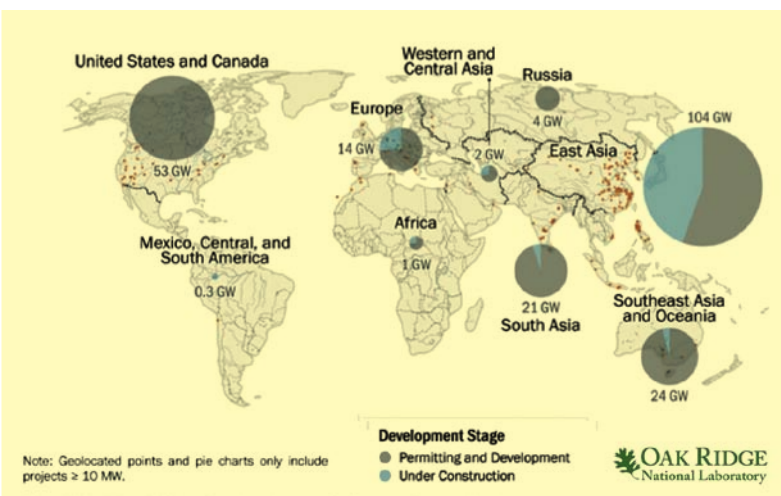 United States and Canada
53 GW
Western and
Central Asia
2 GW
Russia
4 GW
Europe
14 GW
East Asia
104 GW
Africa
1 GW
Mexico, Central, and
South America
0.3 GW
21 GW
South Asia
Southeast Asia
and Oceania
24 GW
Development Stage
Permitting and Development
Under Construction
Note: Geolocated points and pie charts only include
projects ≥ 10 MW.
OAK RIDGE
National Laboratory